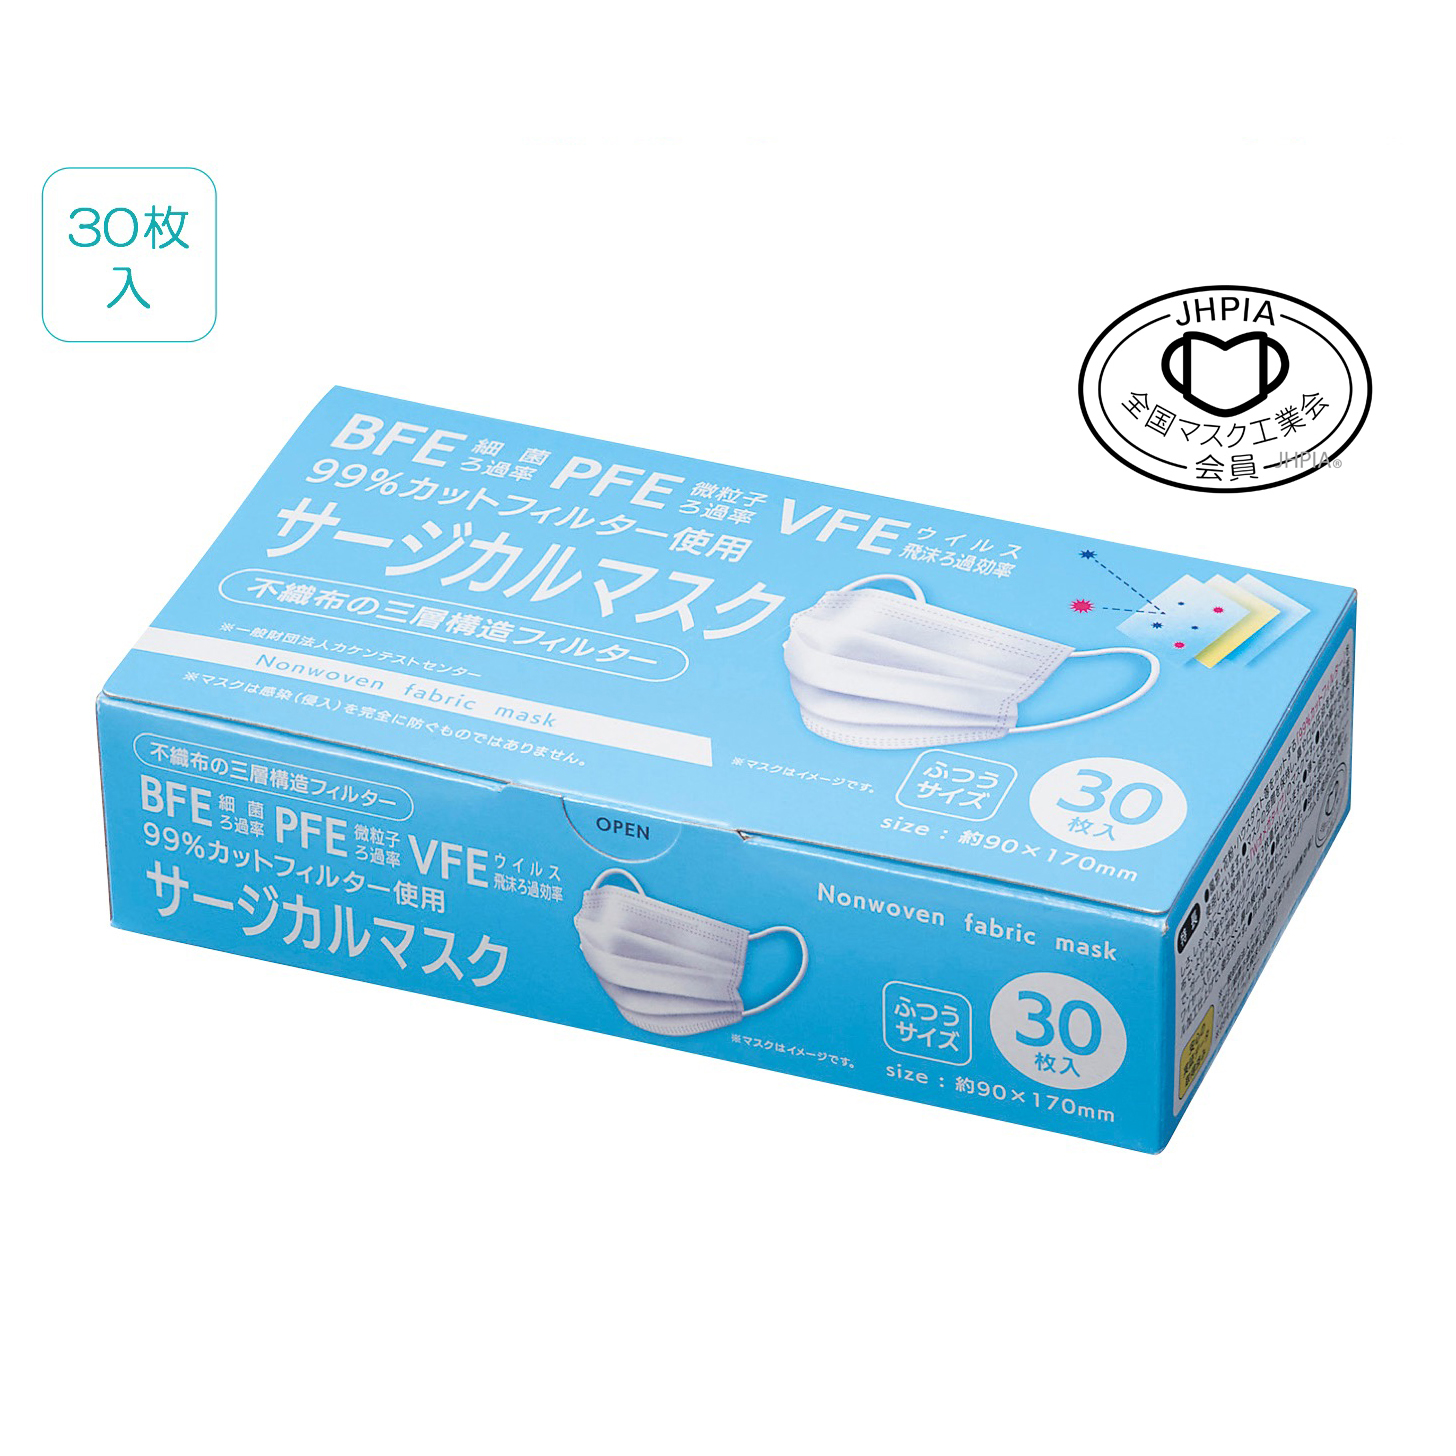 30枚
入
JHPIA
全国マスク工業会
会員
JHPIA®
BFE 細菌ろ過率 PFE 微粒子ろ過率 VFE ウイルス飛沫ろ過効率
99%カットフィルター使用
サージカルマスク
不織布の三層構造フィルター
※一般財団法人カケンテストセンター
Nonwoven fabric mask
※マスクは感染(侵入)を完全に防ぐものではありません。
※マスクはイメージです。
ふつう
サイズ
30
枚入
size : 約90×170mm
不織布の三層構造フィルター
BFE 細菌ろ過率 PFE 微粒子ろ過率 VFE ウイルス飛沫ろ過効率
99%カットフィルター使用
サージカルマスク
OPEN
Nonwoven fabric mask
※マスクはイメージです。
ふつう
サイズ
30
枚入
size : 約90×170mm
特長